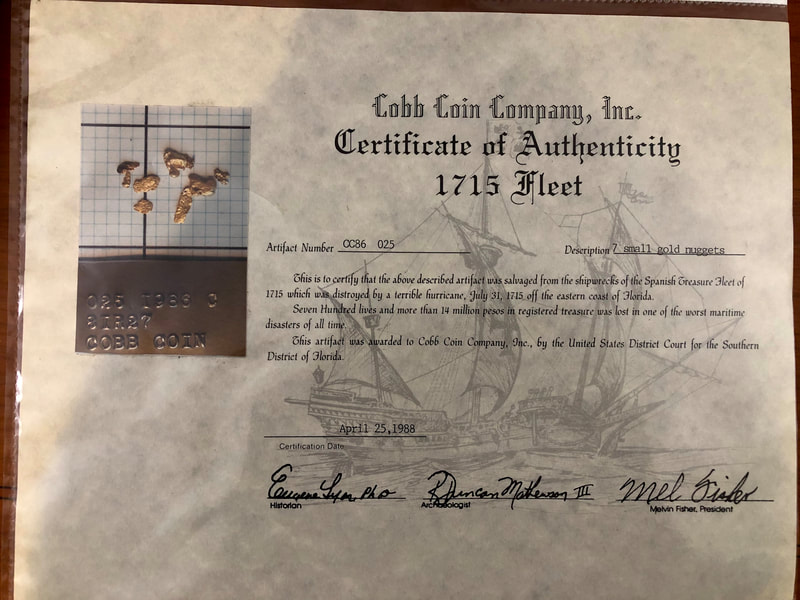 Cobb Coin Company, Inc.
Certificate of Authenticity
1715 Fleet
Artifact Number CC86 025
Description 7 small gold nuggets
This is to certify that the above described artifact was salvaged from the shipwrecks of the Spanish Treasure Fleet of
1715 which was distroyed by a terrible hurricane, July 31, 1715 off the eastern coast of Florida.
Seven Hundred lives and more than 14 million pesos in registered treasure was lost in one of the worst maritime
disasters of all time.
This artifact was awarded to Cobb Coin Company, Inc., by the United States District Court for the Southern
District of Florida.
025 1986 C
SIR27
COBB COIN
April 25,1988
Certification Date
Eugene Lyon PhD
Historian
R Duncan Mathewson III
Archaeologist
Mel Fisher
Melvin Fisher, President